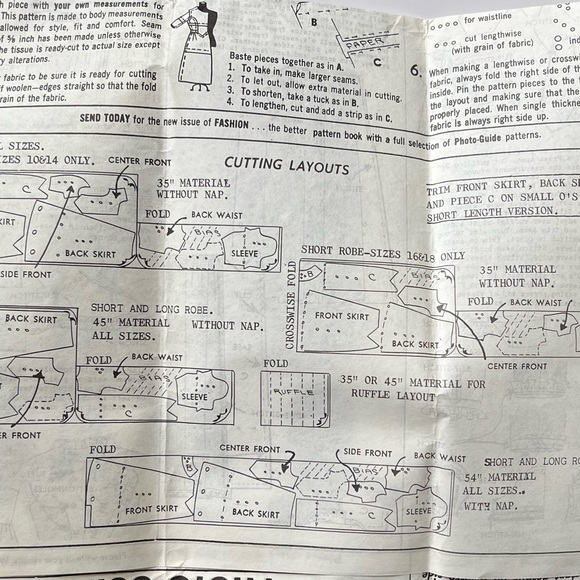 h piece with your own measurements for
This pattern is made to body measurements
allowed for style, fit and comfort. Seam
of ⅝ inch has been made unless otherwise
he tissue is ready-cut to actual size except
y alterations.
fabric to be sure it is ready for cutting
f woolen—edges straight so that the fold
rain of the fabric.
B
PAPER
C
Baste pieces together as in A.
1. To take in, make larger seams.
2. To let out, allow extra material in cutting.
3. To shorten, take a tuck as in B.
4. To lengthen, cut and add a strip as in C.
for waistline
cut lengthwise
(with grain of fabric)
6.
When making a lengthwise or crossw
fabric, always fold the right side of th
inside. Pin the pattern pieces to the
the layout and making sure that the
properly placed. When single thickne
fabric is always right side up.
SEND TODAY for the new issue of FASHION . . . the better pattern book with a full selection of Photo-Guide patterns.
CUTTING LAYOUTS
L SIZES.
IZES 10&14 ONLY.
CENTER FRONT
35" MATERIAL
WITHOUT NAP.
FOLD
BACK WAIST
KIRT
BACK SKIRT
BIAS
SLEEVE
SIDE FRONT
TRIM FRONT SKIRT, BACK S
AND PIECE C ON SMALL O'S
SHORT LENGTH VERSION.
SHORT ROBE-SIZES 16&18 ONLY
CROSSWISE FOLD
B
C
BIAS
FRONT SKIRT
BACK SKIRT
35" MATERIAL
WITHOUT NAP.
FOLD
BACK WAIST
CENTER FRONT
BACK SKIRT
SHORT AND LONG ROBE.
45" MATERIAL WITHOUT NAP.
ALL SIZES.
FOLD
BACK WAIST
BIAS
SLEEVE
C
ER FRONT
FOLD
RUFFLE
35" OR 45" MATERIAL FOR
RUFFLE LAYOUT
FOLD
CENTER FRONT
SIDE FRONT
BACK WAIST
B
BIAS
FRONT SKIRT
BACK SKIRT
C
SLEEVE
SHORT AND LONG RO
54" MATERIAL
ALL SIZES.
WITH NAP.